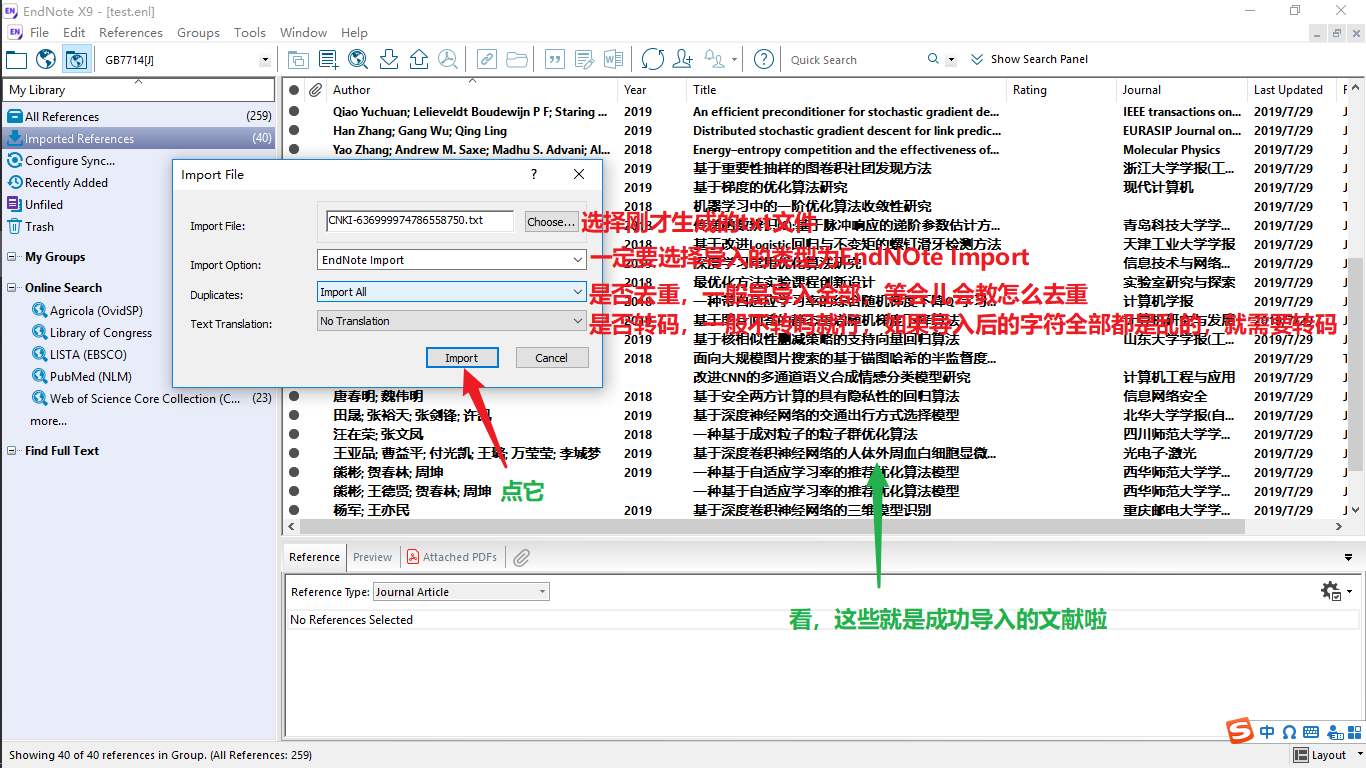 EndNote X9 - [test.enl]
File Edit References Groups Tools Window Help
GB7714[J]
Quick Search
Show Search Panel
My Library
All References (259)
Imported References (40)
Configure Sync...
Recently Added
Unfiled
Trash
My Groups
Online Search
Agricola (OvidSP)
Library of Congress
LISTA (EBSCO)
PubMed (NLM)
Web of Science Core Collection (C... (23)
more...
Find Full Text
Author Year Title Rating Journal Last Updated
Qiao Yuchuan; Lelieveldt Boudewijn P F; Staring ... 2019 An efficient preconditioner for stochastic gradient de... IEEE transactions on... 2019/7/29 J
Han Zhang; Gang Wu; Qing Ling 2019 Distributed stochastic gradient descent for link predic... EURASIP Journal on... 2019/7/29 J
Yao Zhang; Andrew M. Saxe; Madhu S. Advani; Al... 2019 Energy–entropy competition and the effectiveness of... Molecular Physics 2019/7/29 J
2019 基于重要性抽样的图卷积社团发现方法 浙江大学学报(工... 2019/7/29 J
2019 基于梯度的优化算法研究 现代计算机 2019/7/29 J
2018 机器学习中的一阶优化算法收敛性研究 2019/7/29 T
基于脉冲响应的递阶参数估计方... 青岛科技大学学... 2019/7/29 J
基于改进Logistic回归与不变矩的螺钉滑牙检测方法 天津工业大学学报 2019/7/29 J
信息技术与网络... 2019/7/29 J
最优化方法实验课程创新设计 实验室研究与探索 2019/7/29 J
计算机学报 2019/7/29 J
2019/7/29 J
2019 基于核相似性删减策略的支持向量回归算法 山东大学学报(工... 2019/7/29 J
2018 面向大规模图片搜索的基于锚图哈希的半监督度... 2019/7/29 T
改进CNN的多通道语义合成情感分类模型研究 计算机工程与应用 2019/7/29 J
唐春明; 魏伟明 2018 基于安全两方计算的具有隐私性的回归算法 信息网络安全 2019/7/29 J
田晟; 张裕天; 张剑锋; 许凯 2019 基于深度神经网络的交通出行方式选择模型 北华大学学报(自... 2019/7/29 J
汪在荣; 张文凤 2018 一种基于成对粒子的粒子群优化算法 四川师范大学学... 2019/7/29 J
王亚品; 曹益平; 付光凯; 王璐; 万莹莹; 李城梦 2019 基于深度卷积神经网络的人体外周血白细胞显微... 光电子·激光 2019/7/29 J
熊彬; 贺春林; 周坤 2019 一种基于自适应学习率的推荐优化算法模型 西华师范大学学... 2019/7/29 J
熊彬; 王德贤; 贺春林; 周坤 一种基于自适应学习率的推荐优化算法模型 西华师范大学学... 2019/7/29 J
杨军; 王亦民 2019 基于深度卷积神经网络的三维模型识别 重庆邮电大学学... 2019/7/29 J
Import File
Import File: CNKI-636999974786558750.txt Choose...
选择刚才生成的txt文件
Import Option: EndNote Import
一定要选择导入的类型为EndNOte Import
Duplicates: Import All
是否去重，一般是导入全部，等会儿会教怎么去重
Text Translation: No Translation
是否转码，一般不转码就行，如果导入后的字符全部都是乱的，就需要转码
Import Cancel
点它
Reference Preview Attached PDFs
Reference Type: Journal Article
No References Selected
看，这些就是成功导入的文献啦
中
Showing 40 of 40 references in Group. (All References: 259)
Layout